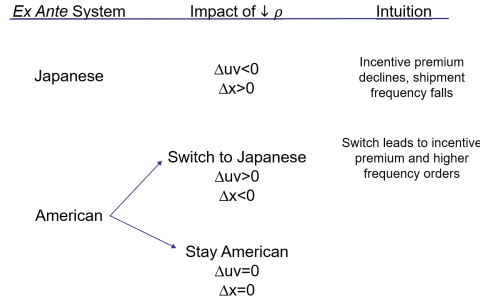 Ex Ante System Impact of ↓ ρ Intuition
Japanese
Δuv<0
Δx>0
Incentive premium
declines, shipment
frequency falls
American
Switch to Japanese
Δuv>0
Δx<0
Switch leads to incentive
premium and higher
frequency orders
Stay American
Δuv=0
Δx=0